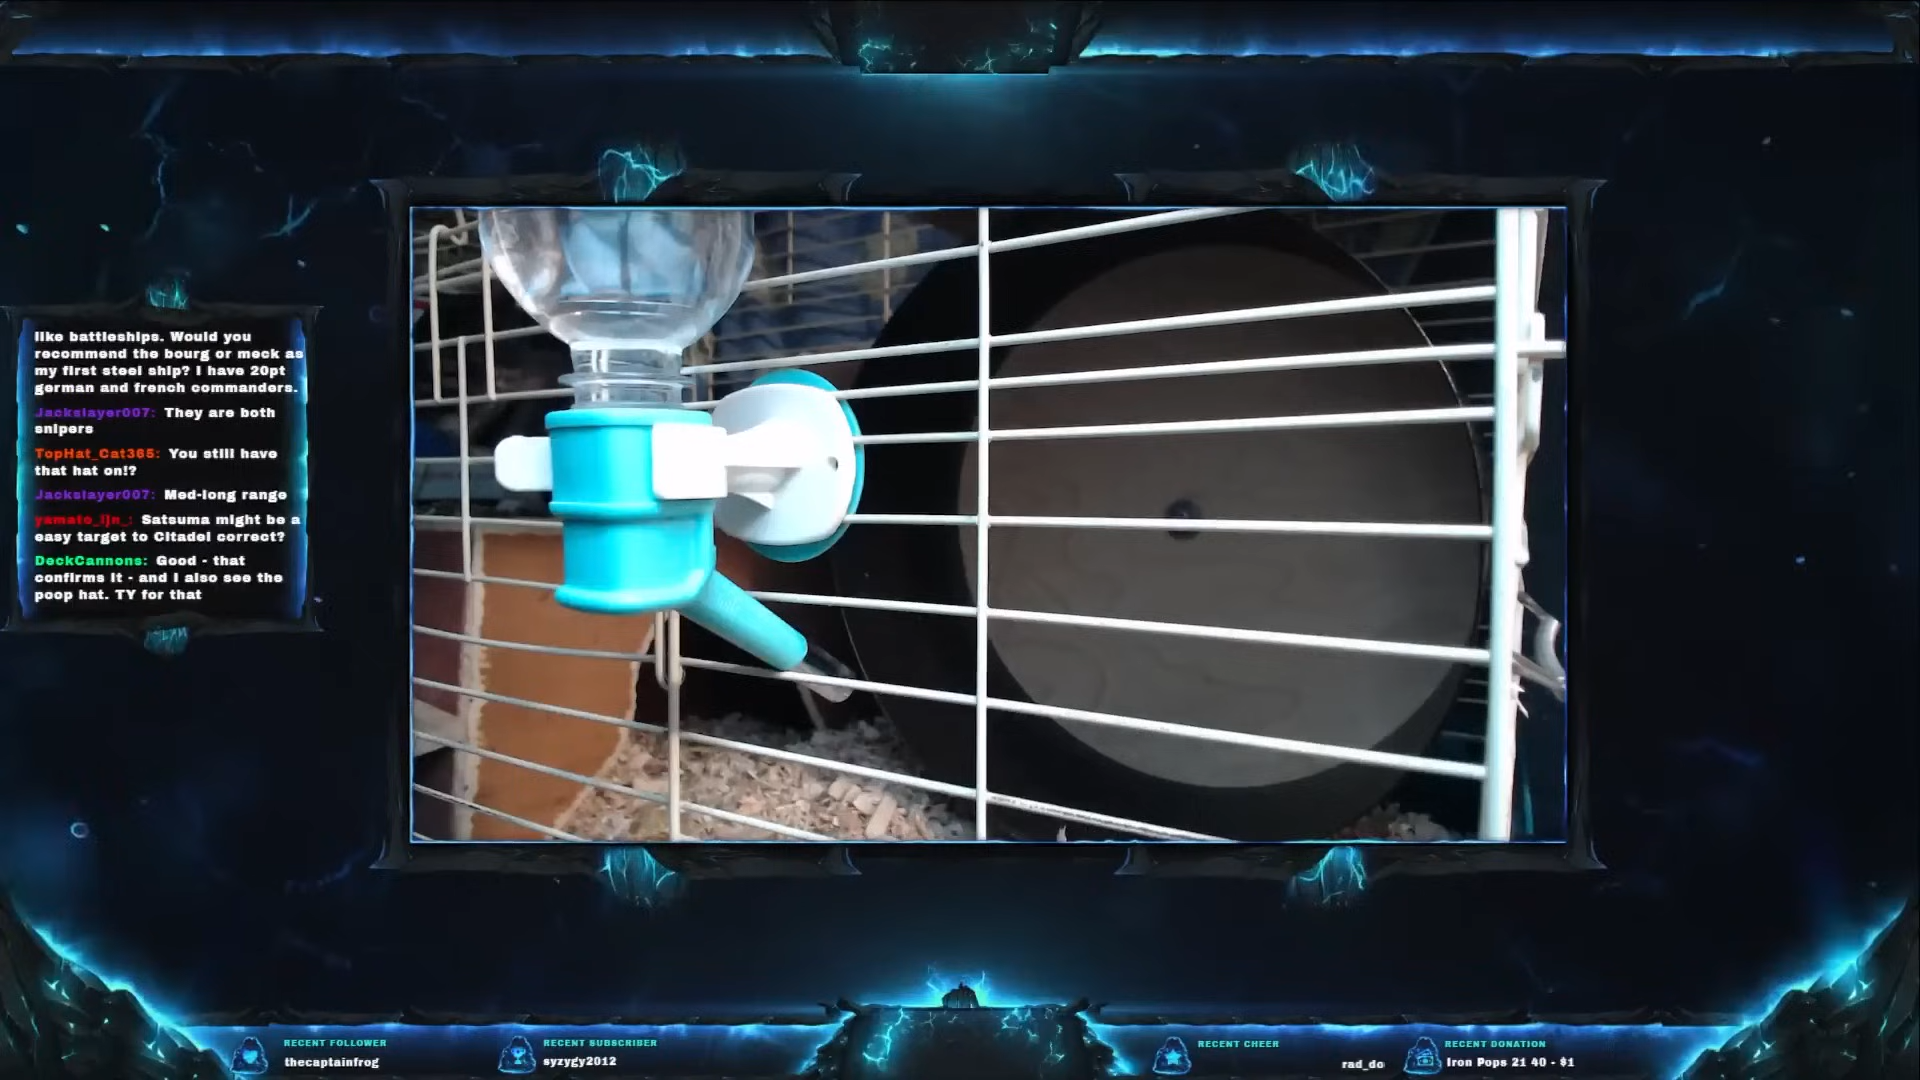 like battleships. Would you
recommend the bourg or meck as
my first steel ship? I have 20pt
german and french commanders.
Jackslayer007: They are both
snipers
TopHat_Cat365: You still have
that hat on!?
Jackslayer007: Med-long range
yamato_ijn_: Satsuma might be a
easy target to Citadel correct?
DeckCannons: Good - that
confirms it - and I also see the
poop hat. TY for that
RECENT FOLLOWER
thecaptainfrog
RECENT SUBSCRIBER
syzygy2012
RECENT CHEER
rad_do
RECENT DONATION
Iron Pops 21 40 - $1